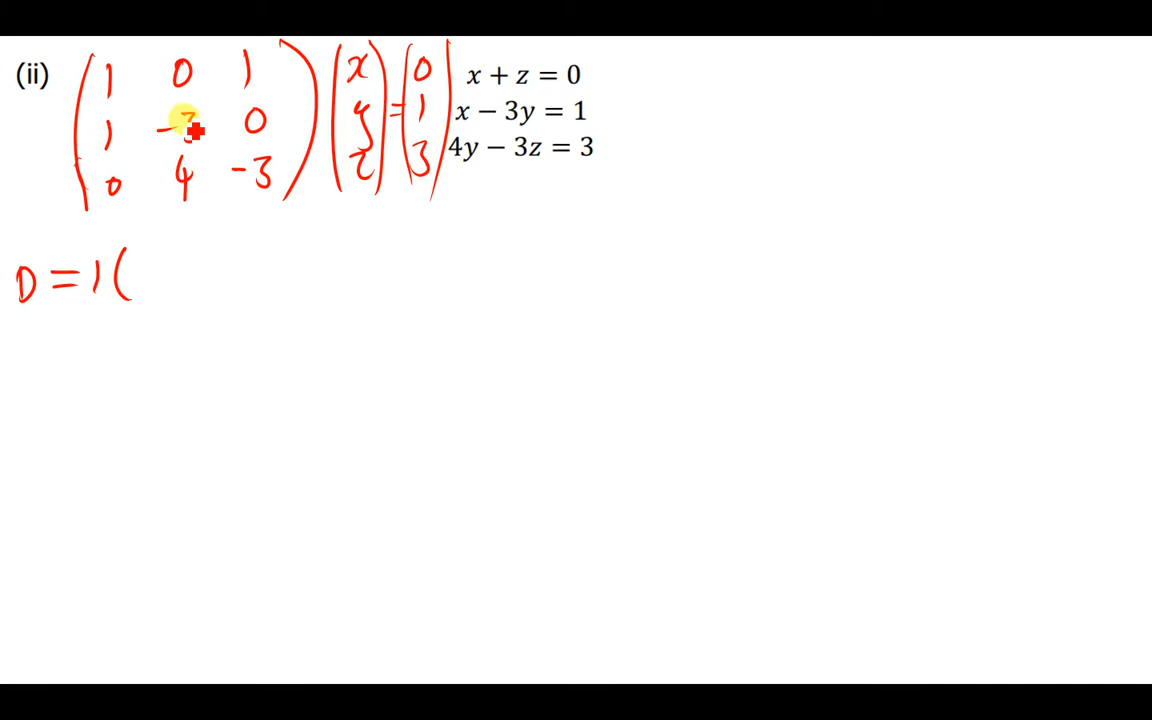 (ii) ( 1 0 1 ) ( x ) = ( 0 ) x + z = 0
1 -3 0 y 1 x − 3y = 1
0 4 -3 z 3 4y − 3z = 3
D = 1 (